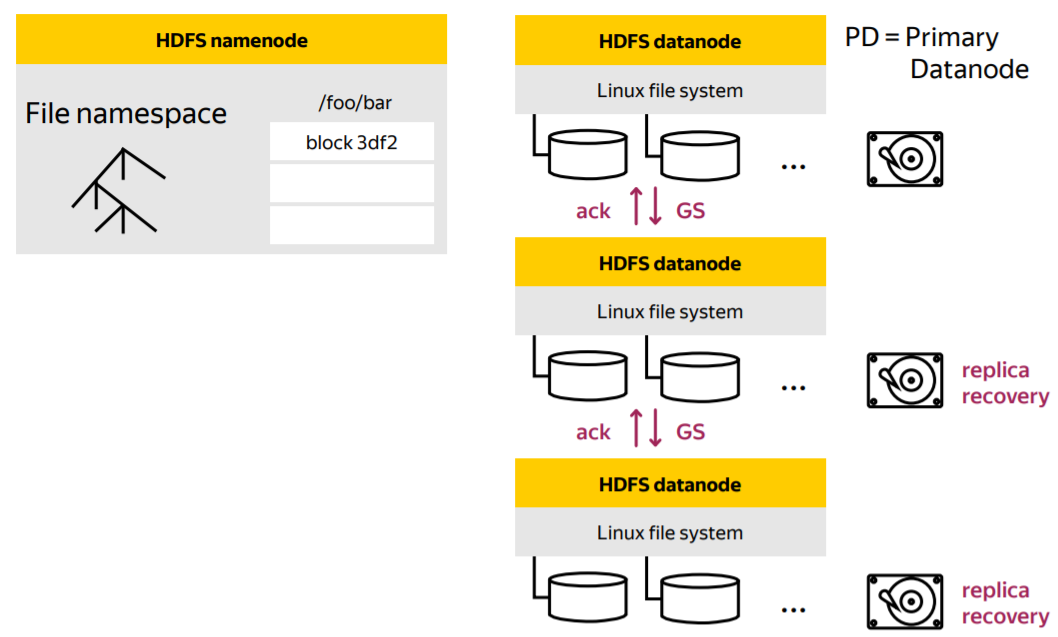 HDFS namenode
File namespace
/foo/bar
block 3df2
HDFS datanode
Linux file system
...
PD = Primary
Datanode
ack
GS
HDFS datanode
Linux file system
...
replica
recovery
ack
GS
HDFS datanode
Linux file system
...
replica
recovery